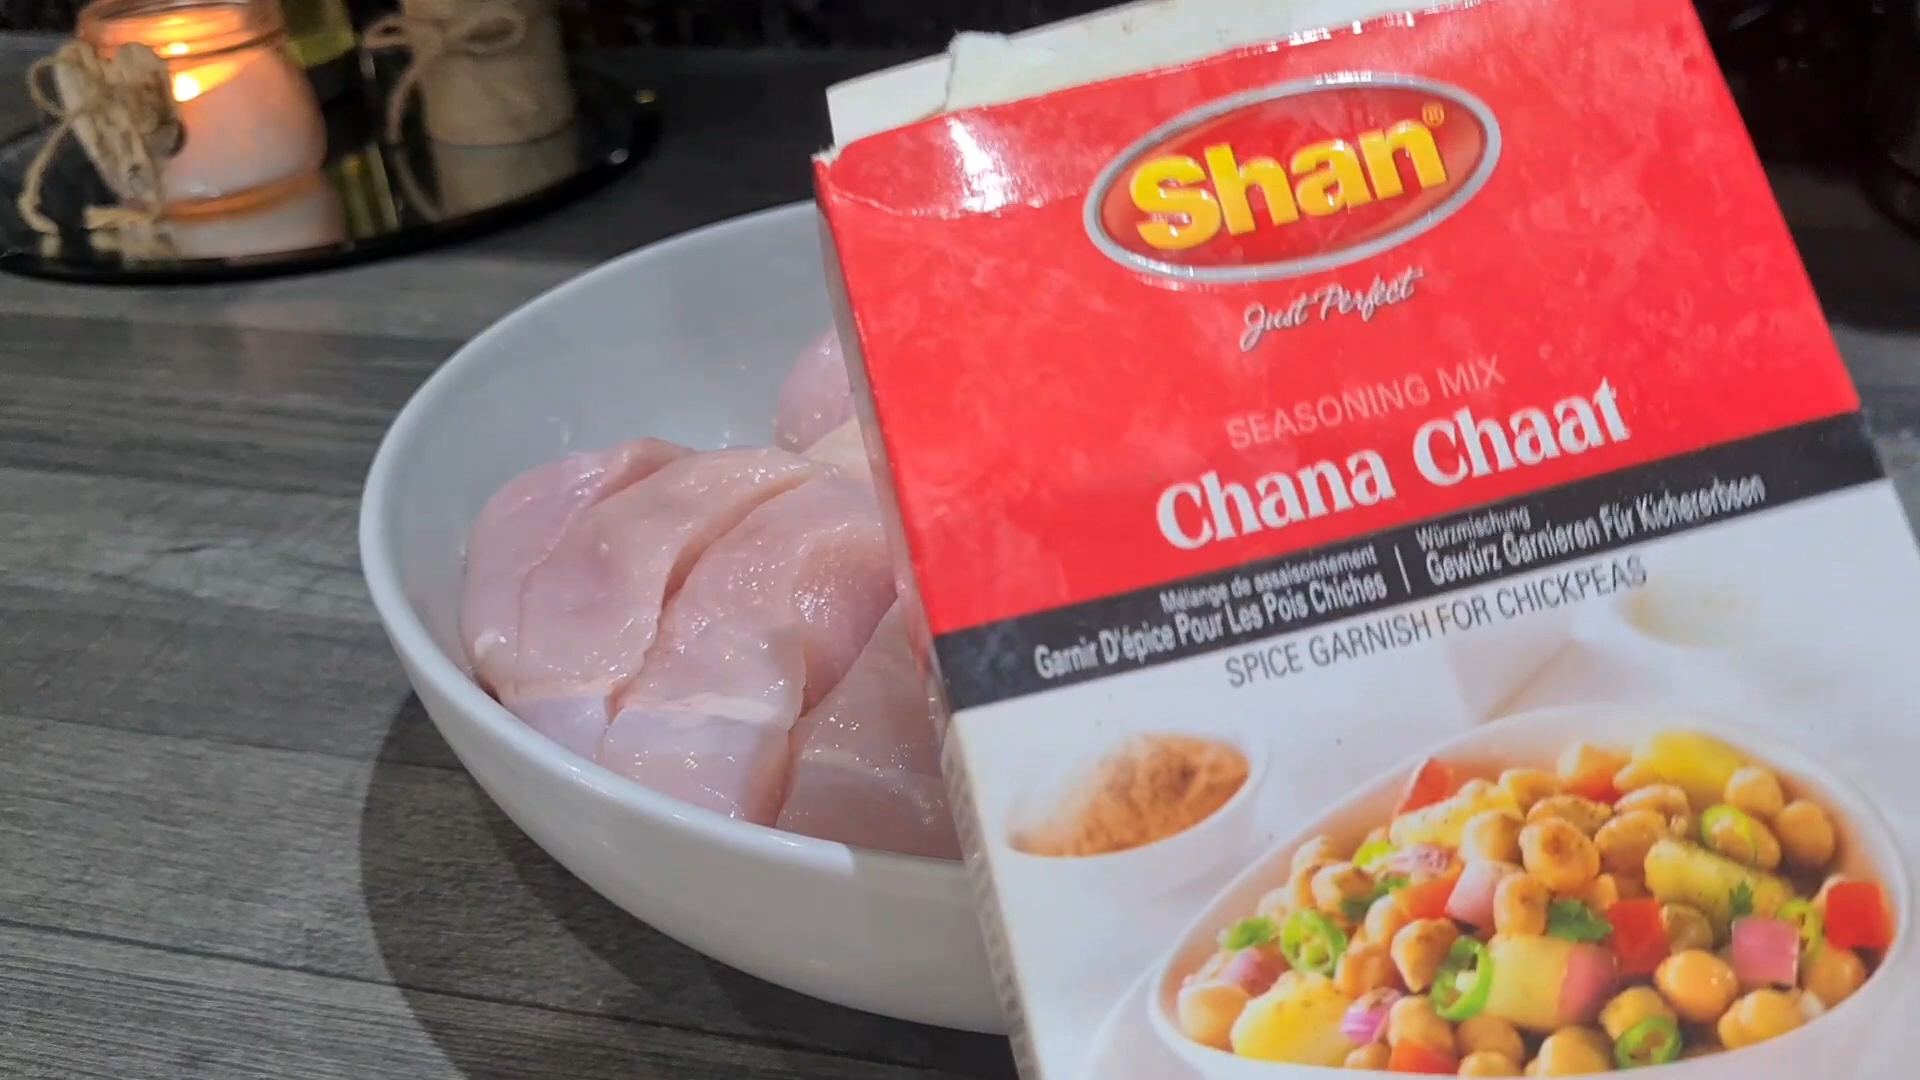 Shan®
Just Perfect
SEASONING MIX
Chana Chaat
Mélange de assaisonnement
Garnir D'épice Pour Les Pois Chiches
Würzmischung
Gewürz Garnieren Für Kichererbsen
SPICE GARNISH FOR CHICKPEAS